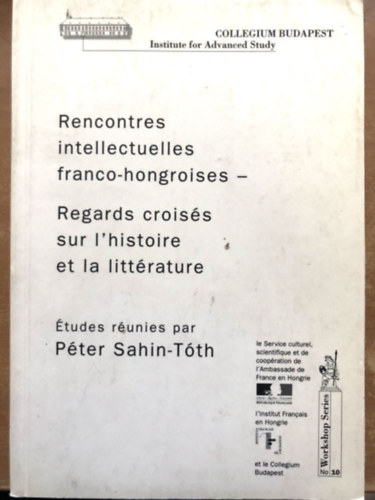 COLLEGIUM BUDAPEST
Institute for Advanced Study
Rencontres
intellectuelles
franco-hongroises –
Regards croisés
sur l'histoire
et la littérature
Études réunies par
Péter Sahin-Tóth
le Service culturel,
scientifique et de
coopération de
l'Ambassade de
France en Hongrie
l'Institut Français
en Hongrie
et le Collegium
Budapest
Workshop Series
No 10